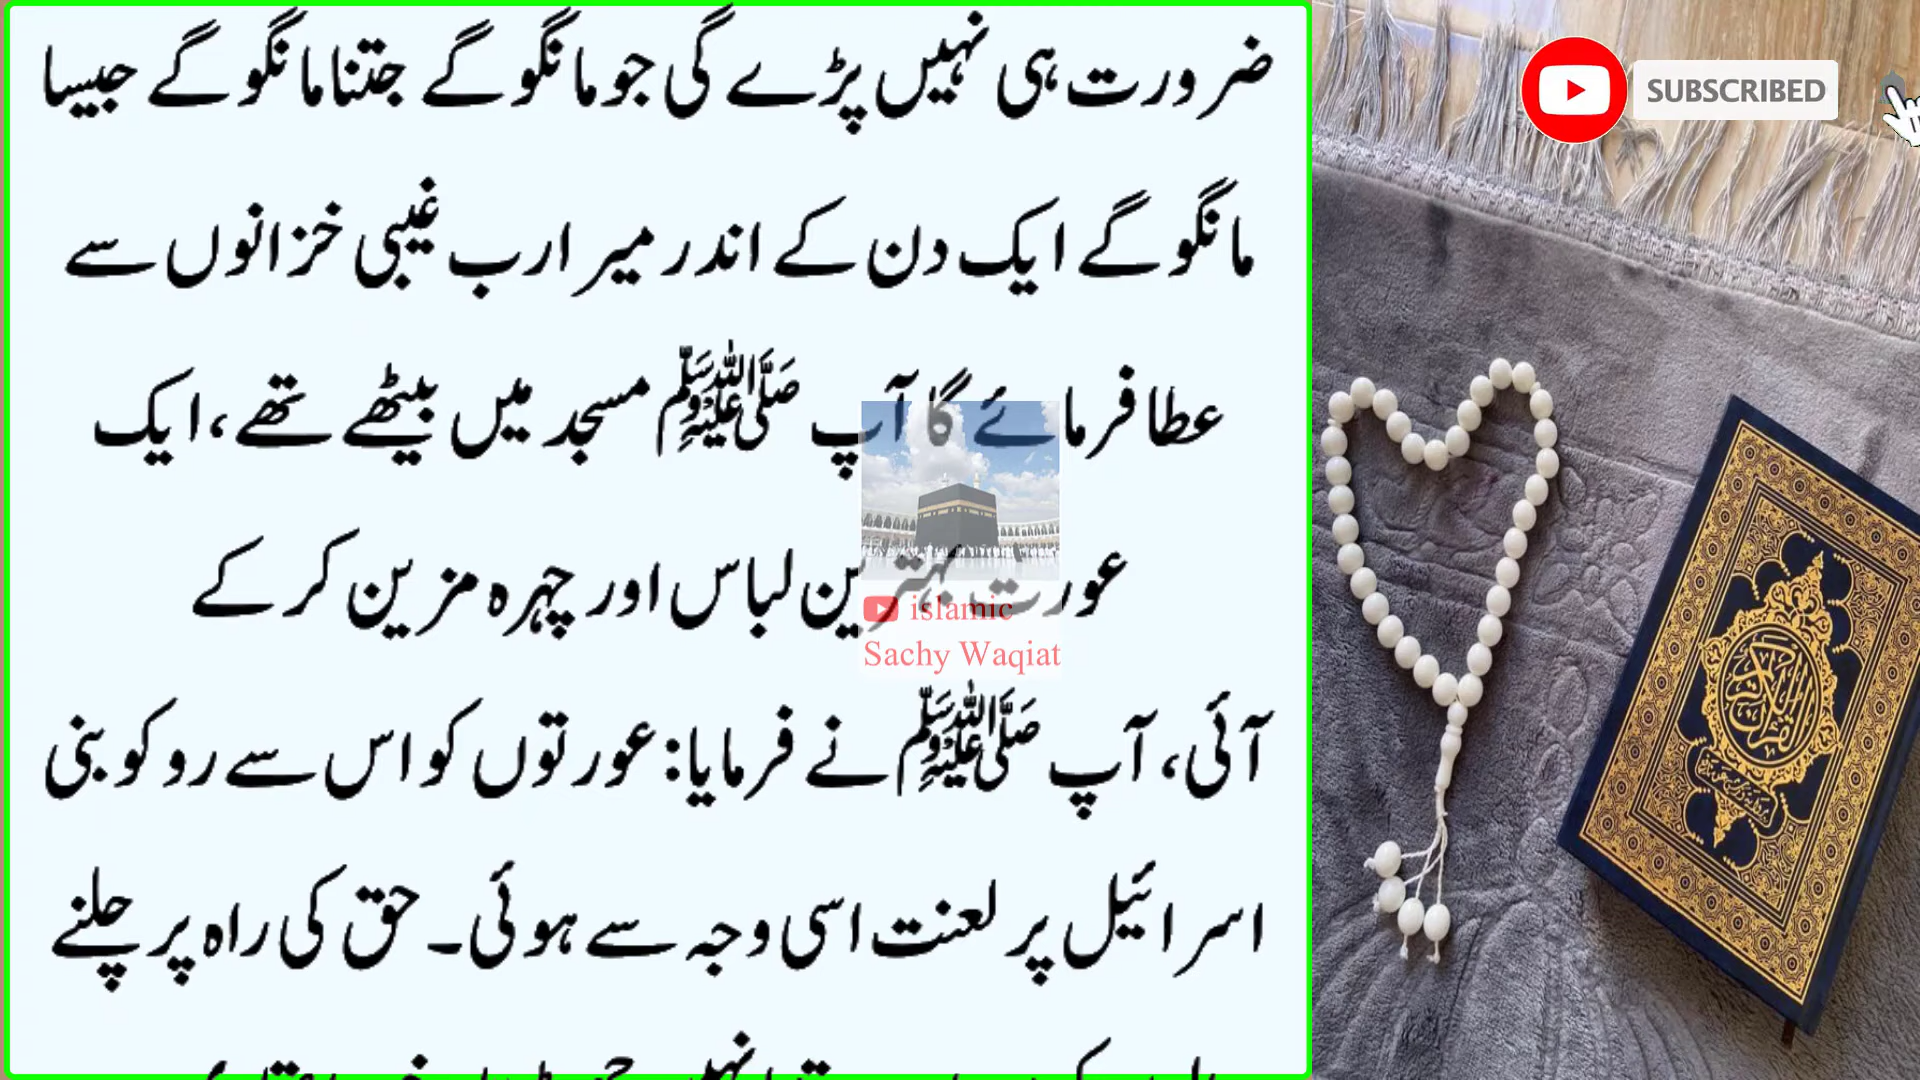 ضرورت ہی نہیں پڑے گی جو مانگو گے جتنا مانگو گے جیسا
مانگو گے ایک دن کے اندر میرا رب غیبی خزانوں سے
عطا فرمائے گا آپ ﷺ مسجد میں بیٹھے تھے، ایک
عورت بہترین لباس اور چہرہ مزین کر کے
آئی، آپ ﷺ نے فرمایا: عورتوں کو اس سے روکو بنی
اسرائیل پر لعنت اسی وجہ سے ہوئی۔ حق کی راہ پر چلنے
islamic
Sachy Waqiat
SUBSCRIBED
القرآن الكريم